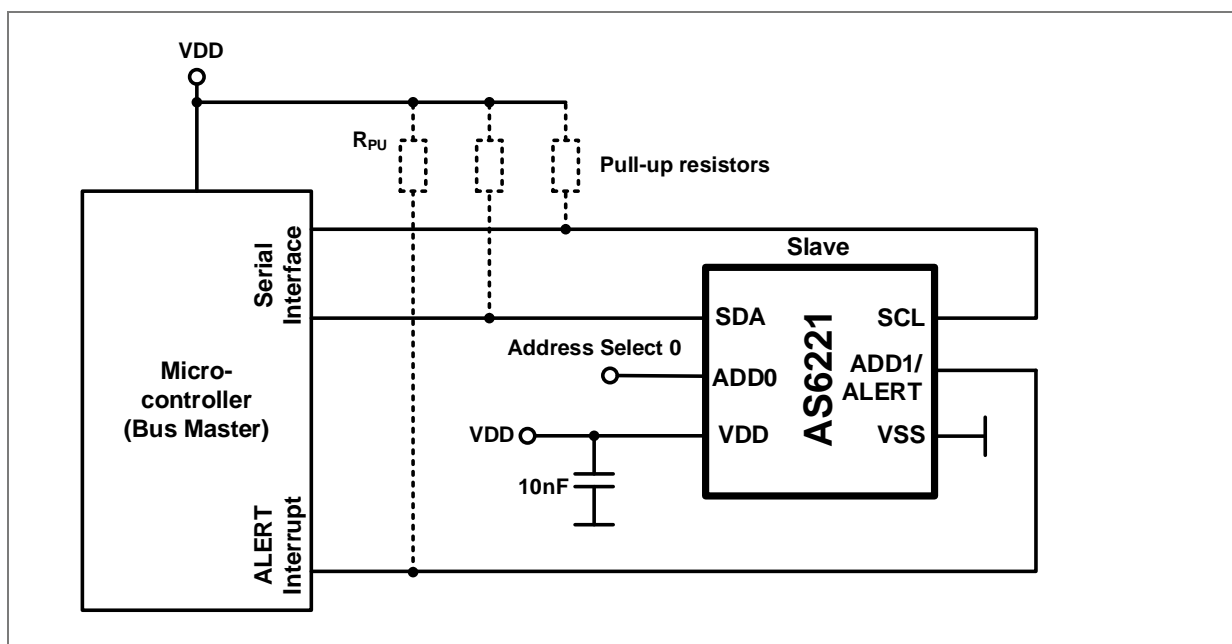 VDD
R_PU
Pull-up resistors
Serial
Interface
Slave
SDA
SCL
Address Select 0
ADD0
ADD1/
ALERT
AS6221
Micro-
controller
(Bus Master)
VDD
VDD
VSS
10nF
ALERT
Interrupt